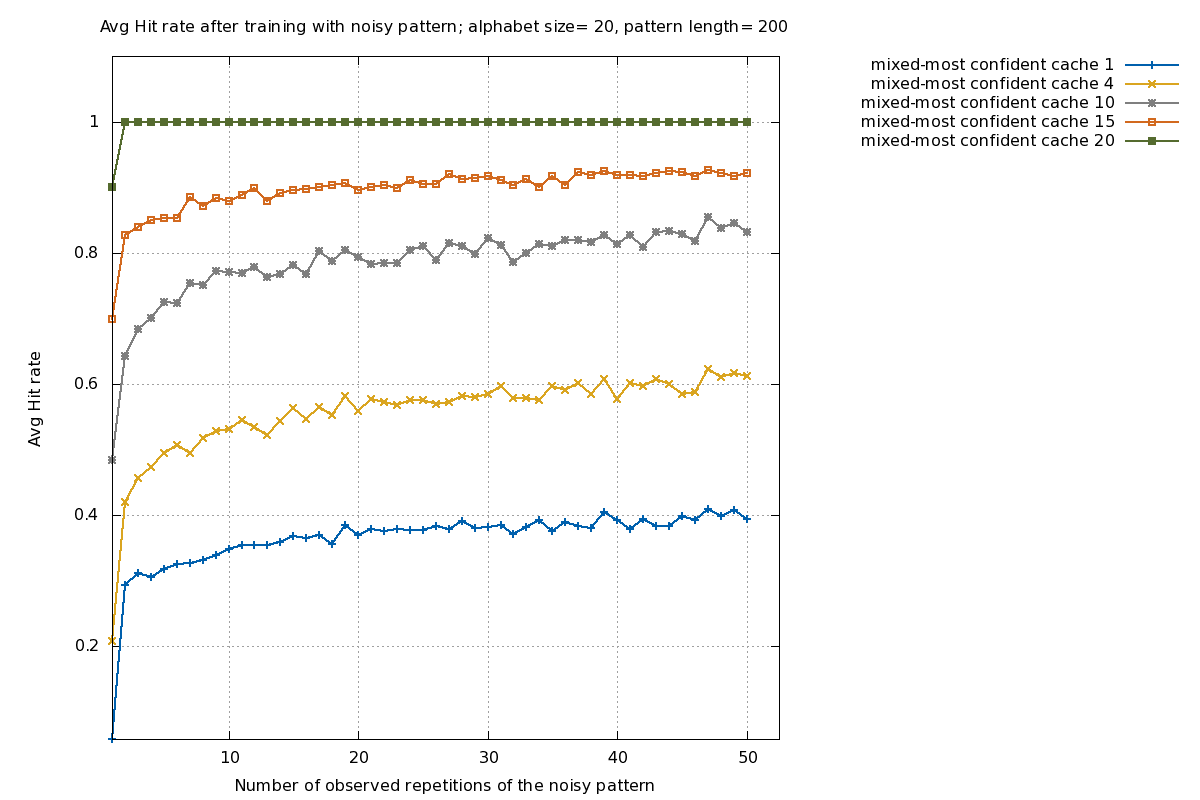 Avg Hit rate after training with noisy pattern; alphabet size= 20, pattern length= 200
mixed-most confident cache 1
mixed-most confident cache 4
mixed-most confident cache 10
mixed-most confident cache 15
mixed-most confident cache 20
1
0.8
0.6
0.4
0.2
Avg Hit rate
10 20 30 40 50
Number of observed repetitions of the noisy pattern